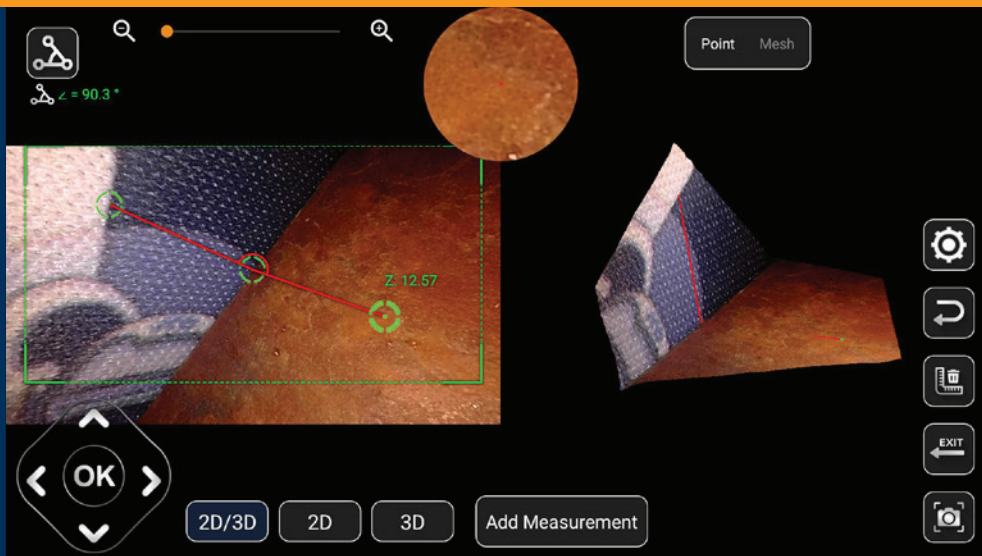 Point Mesh
∠ = 90.3 °
Z: 12.57
EXIT
OK
2D/3D 2D 3D Add Measurement